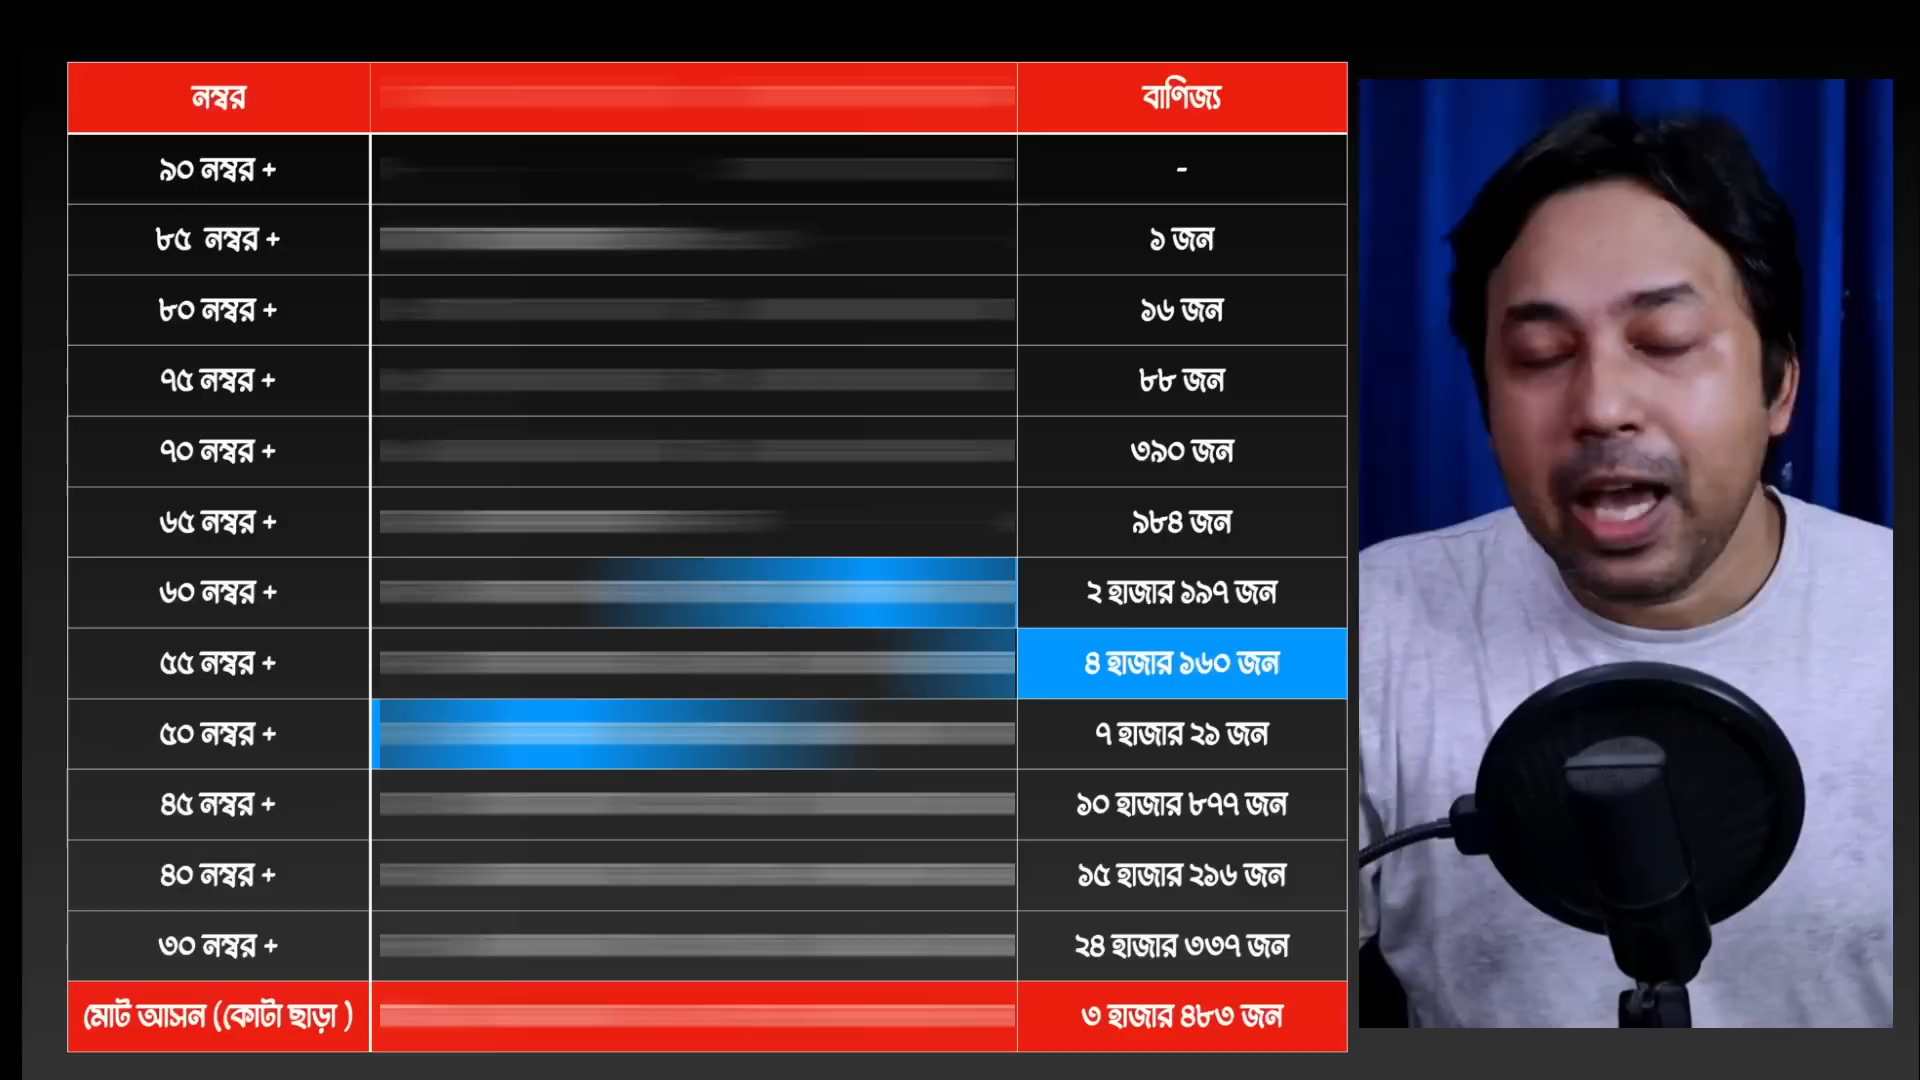 নম্বর বাণিজ্য
৯০ নম্বর + -
৮৫ নম্বর + ১ জন
৮০ নম্বর + ১৬ জন
৭৫ নম্বর + ৮৮ জন
৭০ নম্বর + ৩৯০ জন
৬৫ নম্বর + ৯৮৪ জন
৬০ নম্বর + ২ হাজার ১৯৭ জন
৫৫ নম্বর + ৪ হাজার ১৬০ জন
৫০ নম্বর + ৭ হাজার ২১ জন
৪৫ নম্বর + ১০ হাজার ৮৭৭ জন
৪০ নম্বর + ১৫ হাজার ২১৬ জন
৩০ নম্বর + ২৪ হাজার ৩৩৭ জন
মোট আসন ((কোটা ছাড়া ) ৩ হাজার ৪৮৩ জন